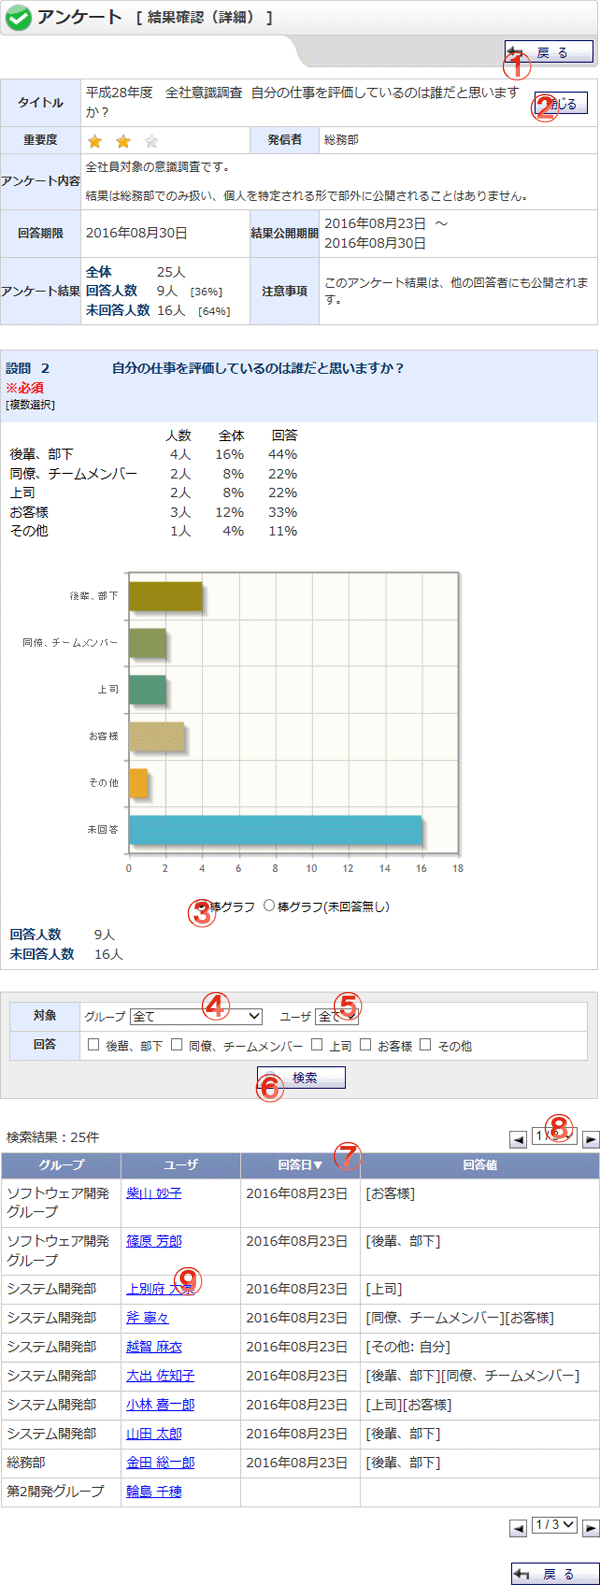 アンケート [ 結果確認（詳細） ]
戻 る
①
タイトル 平成28年度 全社意識調査 自分の仕事を評価しているのは誰だと思いますか？
② じる
重要度 発信者 総務部
アンケート内容 全社員対象の意識調査です。
結果は総務部でのみ扱い、個人を特定される形で部外に公開されることはありません。
回答期限 2016年08月30日 結果公開期間 2016年08月23日 ～
2016年08月30日
アンケート結果 全体 25人
回答人数 9人 [36%]
未回答人数 16人 [64%]
注意事項 このアンケート結果は、他の回答者にも公開されます。
設問 2 自分の仕事を評価しているのは誰だと思いますか？
※必須
[複数選択]
人数 全体 回答
後輩、部下 4人 16% 44%
同僚、チームメンバー 2人 8% 22%
上司 2人 8% 22%
お客様 3人 12% 33%
その他 1人 4% 11%
後輩、部下
同僚、チームメンバー
上司
お客様
その他
未回答
0 2 4 6 8 10 12 14 16 18
③ 棒グラフ 棒グラフ(未回答無し)
回答人数 9人
未回答人数 16人
④ ⑤
対象 グループ 全て ユーザ 全て
回答 後輩、部下 同僚、チームメンバー 上司 お客様 その他
⑥ 検索
検索結果：25件
⑧ 1 /
グループ ユーザ 回答日▼ ⑦ 回答値
ソフトウェア開発グループ 柴山 妙子 2016年08月23日 [お客様]
ソフトウェア開発グループ 篠原 芳郎 2016年08月23日 [後輩、部下]
⑨
システム開発部 上別府 2016年08月23日 [上司]
システム開発部 斧 寧々 2016年08月23日 [同僚、チームメンバー][お客様]
システム開発部 越智 麻衣 2016年08月23日 [その他: 自分]
システム開発部 大出 佐知子 2016年08月23日 [後輩、部下][同僚、チームメンバー]
システム開発部 小林 喜一郎 2016年08月23日 [上司][お客様]
システム開発部 山田 太郎 2016年08月23日 [後輩、部下]
総務部 金田 総一郎 2016年08月23日 [後輩、部下]
第2開発グループ 輪島 千穂
1 / 3
戻 る